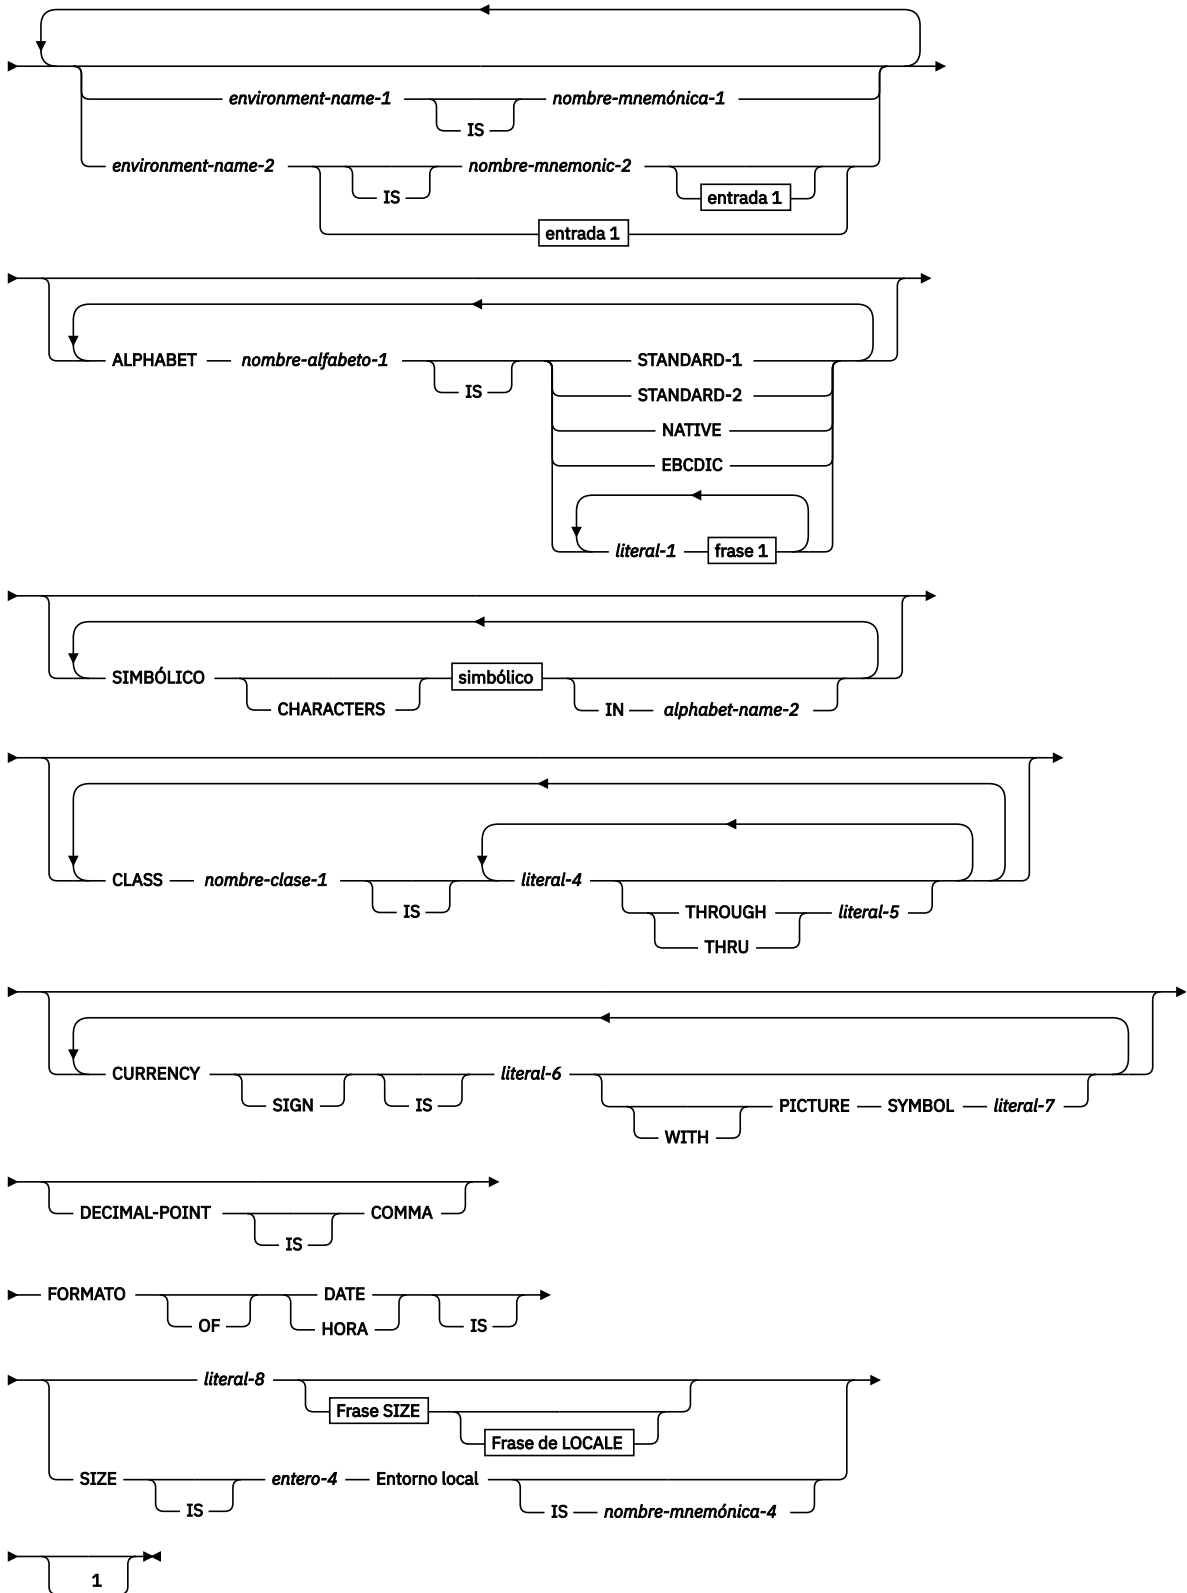 environment-name-1 nombre-mnemónica-1
IS
environment-name-2 nombre-mnemonic-2
IS entrada 1
entrada 1
ALPHABET nombre-alfabeto-1 STANDARD-1
IS STANDARD-2
NATIVE
EBCDIC
literal-1 frase 1
SIMBÓLICO simbólico
CHARACTERS IN alphabet-name-2
CLASS nombre-clase-1 literal-4
IS THROUGH literal-5
THRU
CURRENCY literal-6
SIGN IS PICTURE SYMBOL literal-7
WITH
DECIMAL-POINT COMMA
IS
FORMATO DATE
OF HORA IS
literal-8
Frase SIZE
Frase de LOCALE
SIZE entero-4 Entorno local
IS IS nombre-mnemónica-4
1